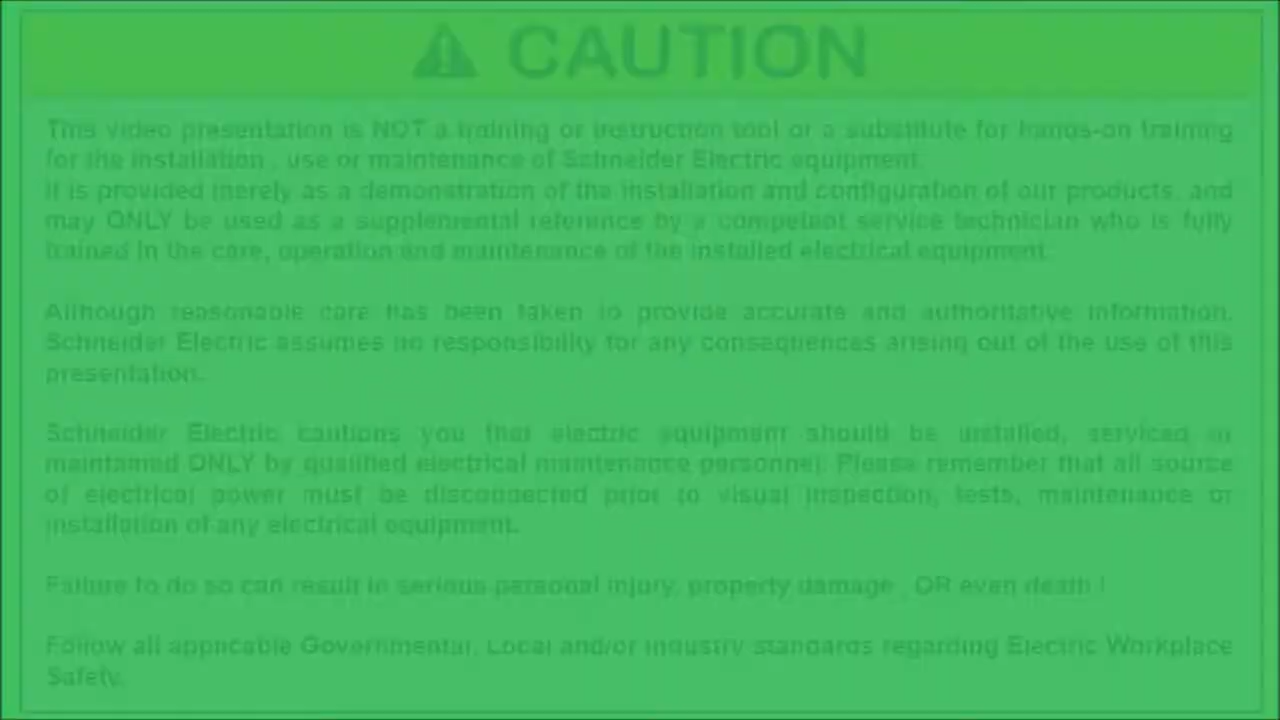 CAUTION
This video presentation is NOT a training or instruction tool or a substitute for hands-on training
for the installation , use or maintenance of Schneider Electric equipment.
It is provided merely as a demonstration of the installation and configuration of our products, and
may ONLY be used as a supplemental reference by a competent service technician who is fully
trained in the care, operation and maintenance of the installed electrical equipment.
Although reasonable care has been taken to provide accurate and authoritative information,
Schneider Electric assumes no responsibility for any consequences arising out of the use of this
presentation.
Schneider Electric cautions you that electric equipment should be installed, serviced or
maintained ONLY by qualified electrical maintenance personnel. Please remember that all source
of electrical power must be disconnected prior to visual inspection, tests, maintenance or
installation of any electrical equipment.
Failure to do so can result in serious personal injury, property damage , OR even death !
Follow all applicable Governmental, Local and/or industry standards regarding Electric Workplace
Safety.